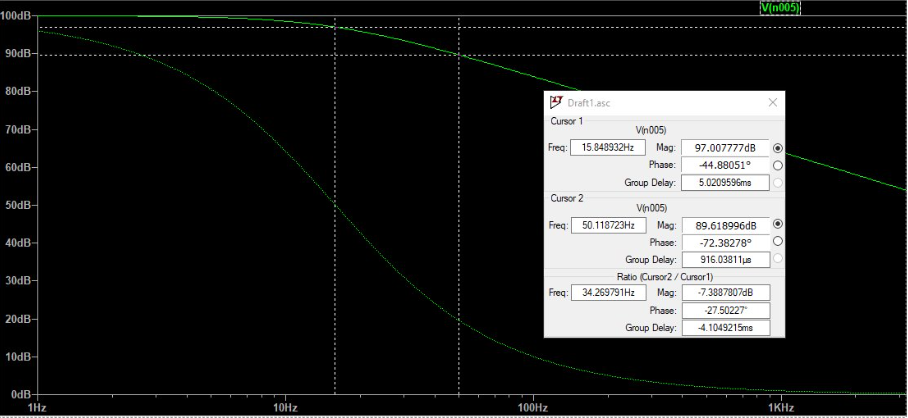 V(n005)
100dB
90dB
80dB
70dB
60dB
50dB
40dB
30dB
20dB
10dB
0dB
1Hz 10Hz 100Hz 1KHz
Draft1.asc
Cursor 1
V(n005)
Freq: 15.848932Hz Mag: 97.007777dB
Phase: -44.88051°
Group Delay: 5.0209596ms
Cursor 2
V(n005)
Freq: 50.118723Hz Mag: 89.618996dB
Phase: -72.38278°
Group Delay: 916.03811µs
Ratio (Cursor2 / Cursor1)
Freq: 34.269791Hz Mag: -7.3887807dB
Phase: -27.50227°
Group Delay: -4.1049215ms